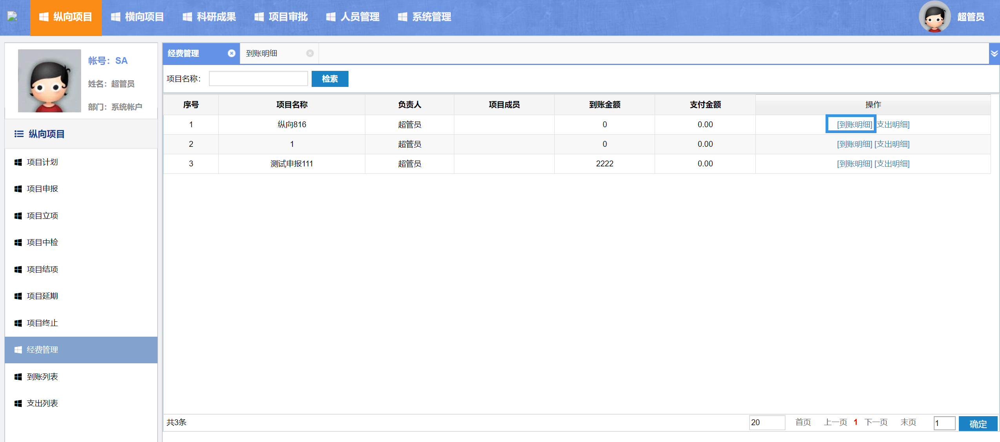 纵向项目 横向项目 科研成果 项目审批 人员管理 系统管理 超管员
帐号：SA
姓名：超管员
部门：系统帐户
纵向项目
项目计划
项目申报
项目立项
项目中检
项目结项
项目延期
项目终止
经费管理
到账列表
支出列表
经费管理 到账明细
项目名称： 检索
序号 项目名称 负责人 项目成员 到账金额 支付金额 操作
1 纵向816 超管员 0 0.00 [到账明细] 支出明细]
2 1 超管员 0 0.00 [到账明细] [支出明细]
3 测试申报111 超管员 2222 0.00 [到账明细] [支出明细]
共3条 20 首页 上一页 1 下一页 末页 1 确定